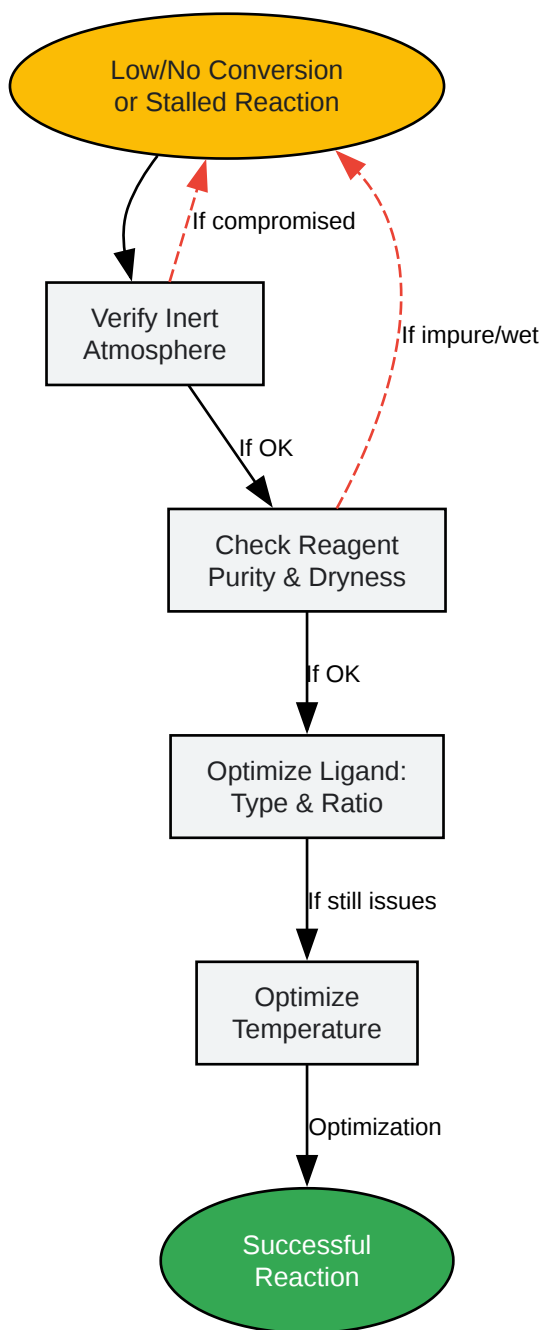 Low/No Conversion
or Stalled Reaction
If compromised
Verify Inert
Atmosphere
If impure/wet
If OK
Check Reagent
Purity & Dryness
If OK
Optimize Ligand:
Type & Ratio
If still issues
Optimize
Temperature
Optimization
Successful
Reaction